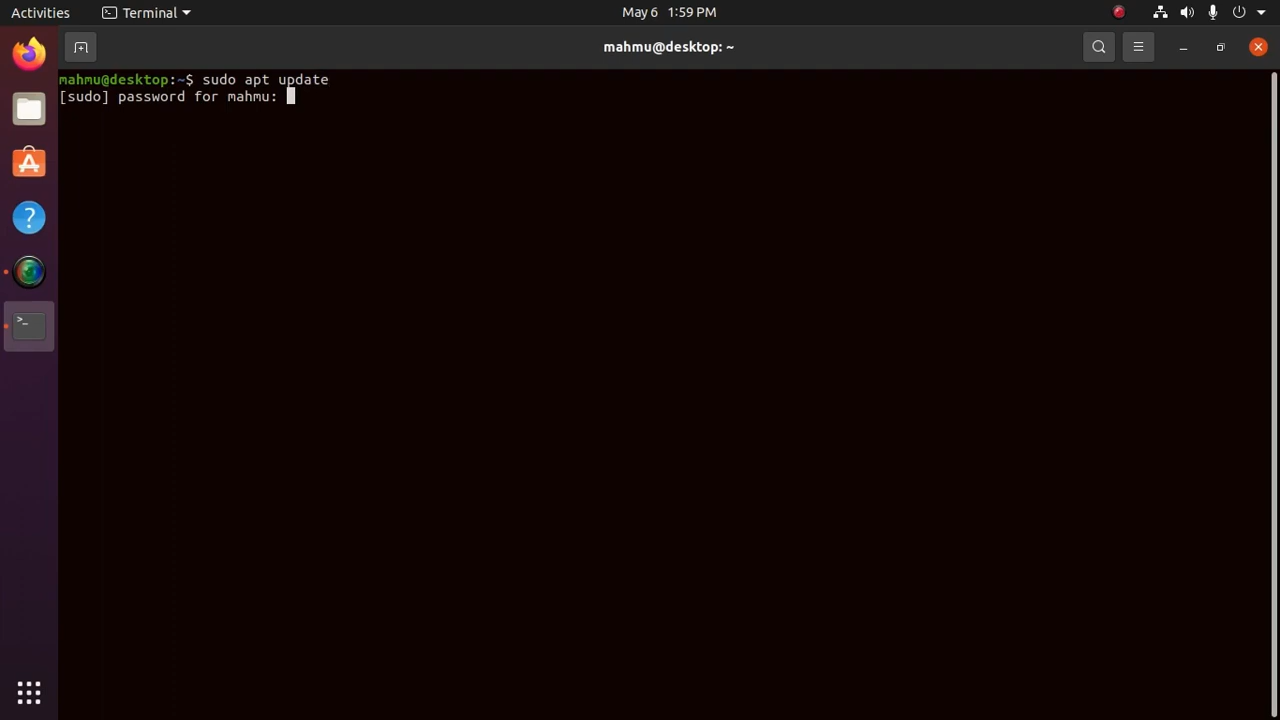 Activities Terminal May 6 1:59 PM
mahmu@desktop: ~
mahmu@desktop:~$ sudo apt update
[sudo] password for mahmu: